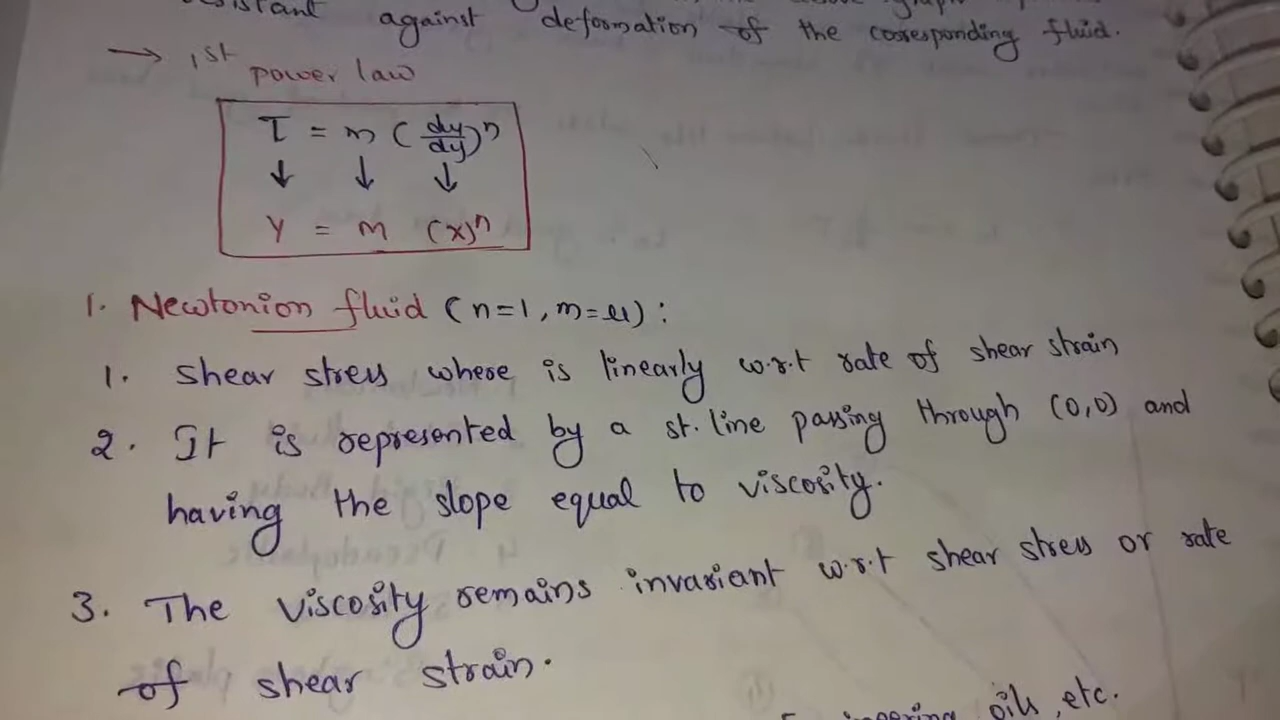 against deformation of the corresponding fluid.
→ 1st power law
τ = m (du/dy)ⁿ
↓ ↓ ↓
Y = m (x)ⁿ
1. Newtonion fluid (n=1, m=μ):
1. shear stress where is linearly w.r.t rate of shear strain
2. It is represented by a st. line passing through (0,0) and
having the slope equal to viscosity.
3. The viscosity remains invariant w.r.t shear stress or rate
of shear strain.
oils, etc.